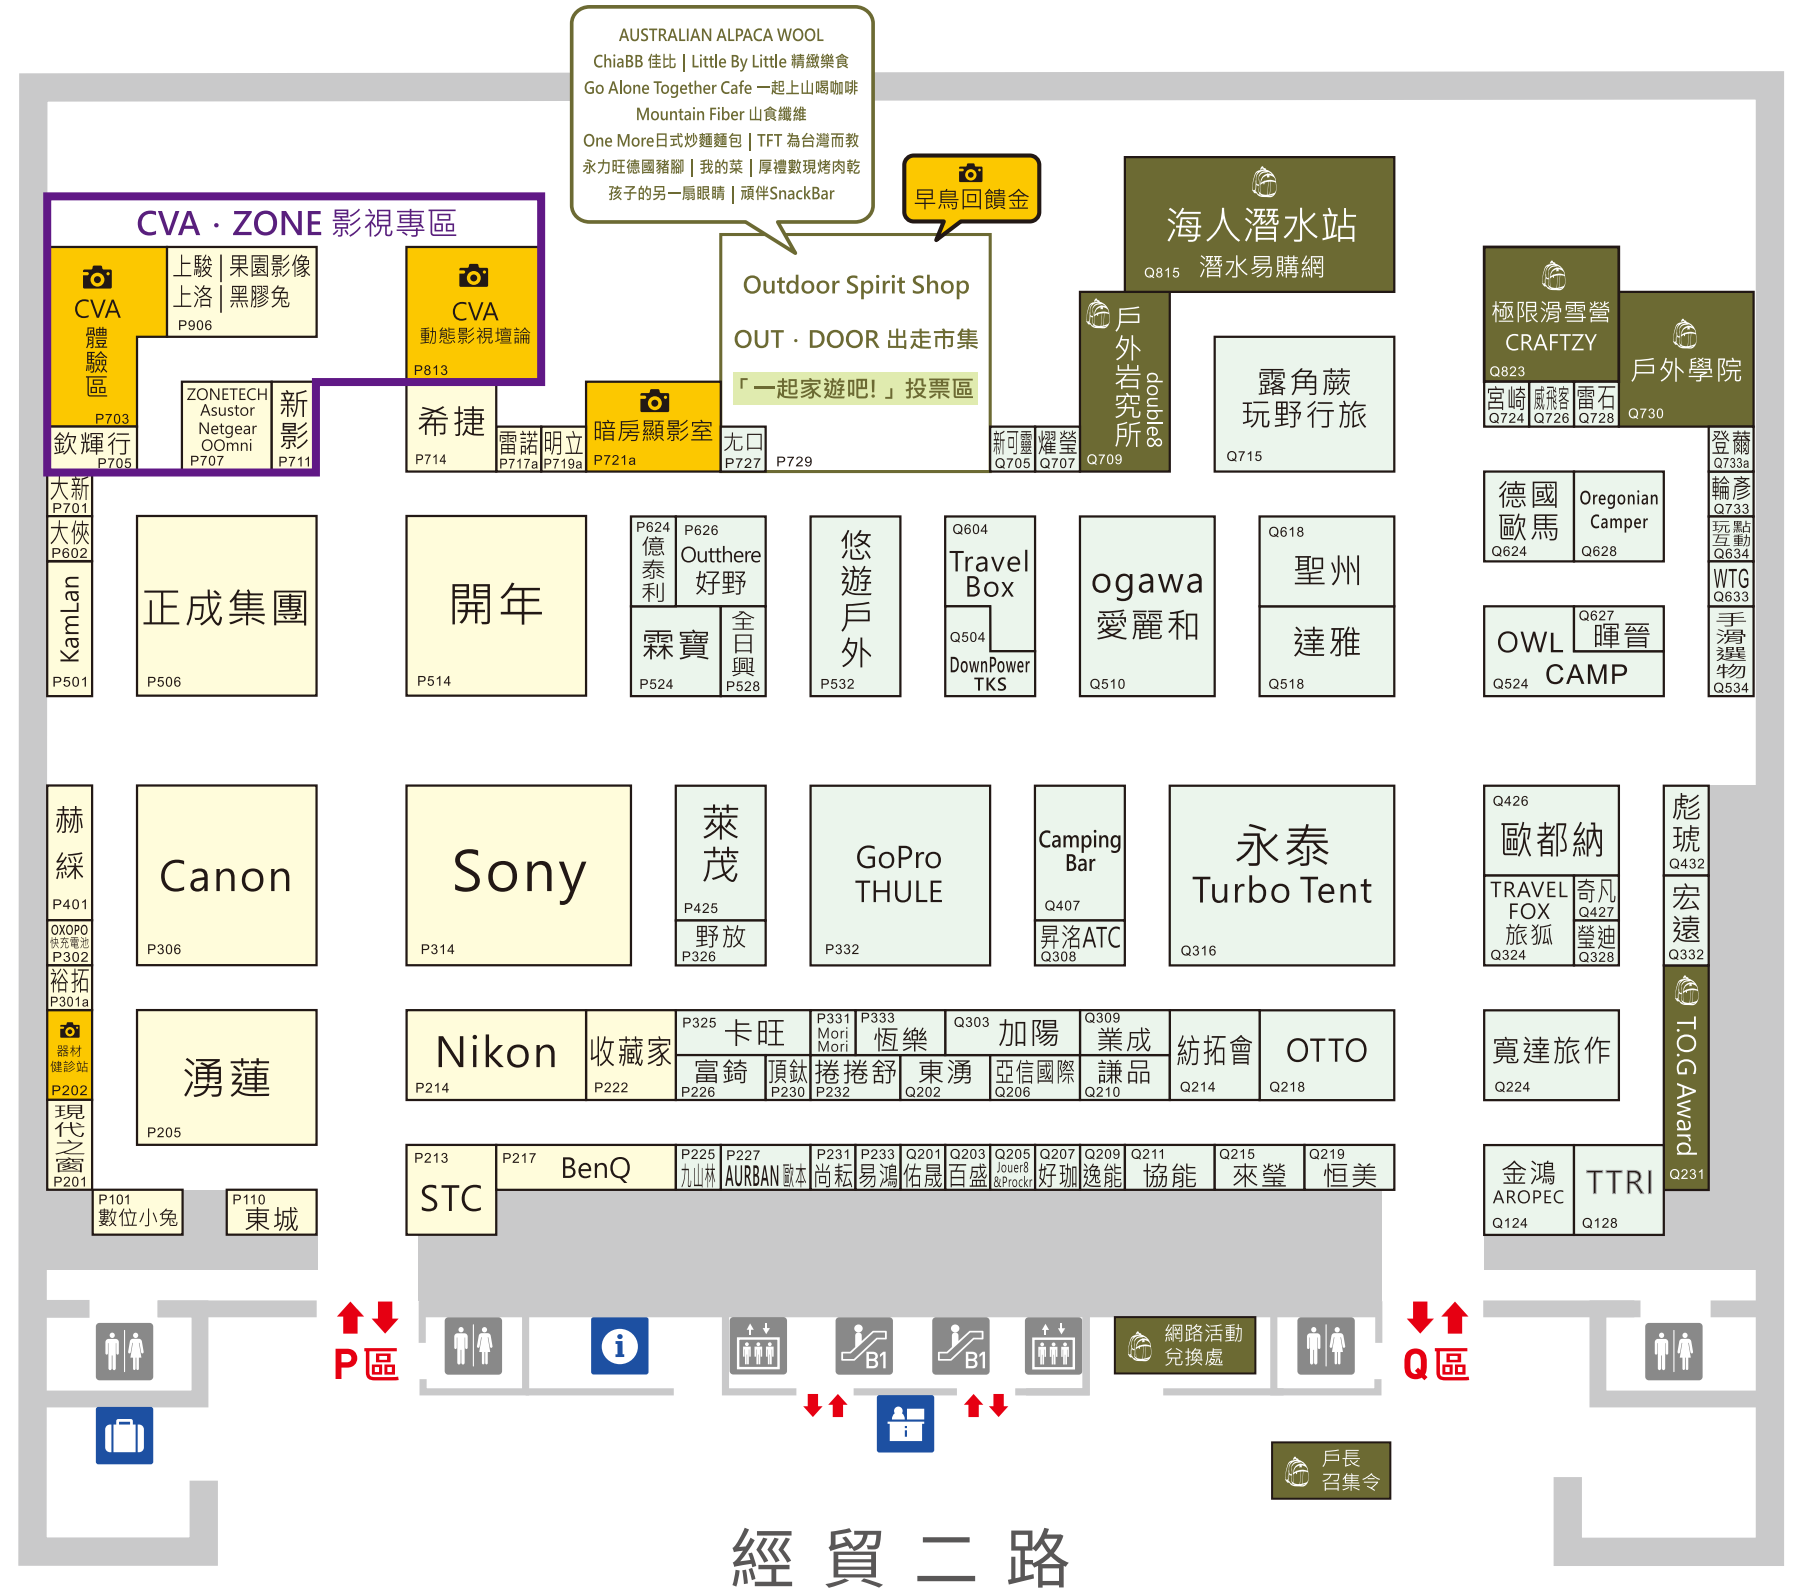 AUSTRALIAN ALPACA WOOL
ChiaBB 佳比 | Little By Little 精緻樂食
Go Alone Together Cafe 一起上山喝咖啡
Mountain Fiber 山食纖維
One More日式炒麵麵包 | TFT 為台灣而教
永力旺德國豬腳 | 我的菜 | 厚禮數現烤肉乾
孩子的另一扇眼睛 | 頑伴SnackBar
早鳥回饋金
海人潛水站
潛水易購網
Q815
CVA · ZONE 影視專區
CVA
體驗區
P703
上駿 | 果園影像
上洛 | 黑膠兔
P906
CVA
動態影視壇論
P813
Outdoor Spirit Shop
OUT · DOOR 出走市集
「一起家遊吧!」投票區
P729
戶外岩究所
double8
Q709
露角蕨
玩野行旅
Q715
極限滑雪營
CRAFTZY
Q823
戶外學院
Q730
宮崎
Q724
威飛客
Q726
雷石
Q728
欽輝行
P705
ZONETECH
Asustor
Netgear
OOmni
P707
新影
P711
希捷
P714
雷諾
P717a
明立
P719a
暗房顯影室
P721a
尢口
P727
新可靈
Q705
燿瑩
Q707
登爾
Q733a
輪彥
Q733
玩點
互動
Q634
WTG
Q633
手滑選物
Q534
大新
P701
大俠
P602
KamLan
P501
正成集團
P506
開年
P514
P624
億泰利
P626
Outthere
好野
霖寶
P524
全日興
P528
悠遊戶外
P532
Q604
Travel
Box
Q504
DownPower
TKS
ogawa
愛麗和
Q510
Q618
聖州
達雅
Q518
德國
歐馬
Q624
Oregonian
Camper
Q628
Q627
暉晉
OWL
CAMP
Q524
赫綵
P401
OXOPO
快充電池
P302
裕拓
P301a
器材
健診站
P202
現代之窗
P201
Canon
P306
Sony
P314
萊茂
P425
野放
P326
GoPro
THULE
P332
Camping
Bar
Q407
昇洺ATC
Q308
永泰
Turbo Tent
Q316
Q426
歐都納
TRAVEL
FOX
旅狐
Q324
奇凡
Q427
瑩迪
Q328
彪琥
Q432
宏遠
Q332
T.O.G Award
Q231
湧蓮
P205
Nikon
P214
收藏家
P222
P325 卡旺
富錡
P226
頂鈦
P230
P331
Mori
Mori
P333
恆樂
捲捲舒
P232
Q303 加陽
東湧
Q202
亞信國際
Q206
Q309
業成
謙品
Q210
紡拓會
Q214
OTTO
Q218
寬達旅作
Q224
P213
STC
P217 BenQ
P225
九山林
P227
AURBAN 歐本
P231
尚耘
P233
易鴻
Q201
佑晟
Q203
百盛
Q205
Jouer8
&Prockr
Q207
好珈
Q209
逸能
Q211
協能
Q215
來瑩
Q219
恒美
金鴻
AROPEC
Q124
TTRI
Q128
P101
數位小兔
P110
東城
P區
B1
B1
網路活動
兌換處
Q區
戶長
召集令
經貿二路